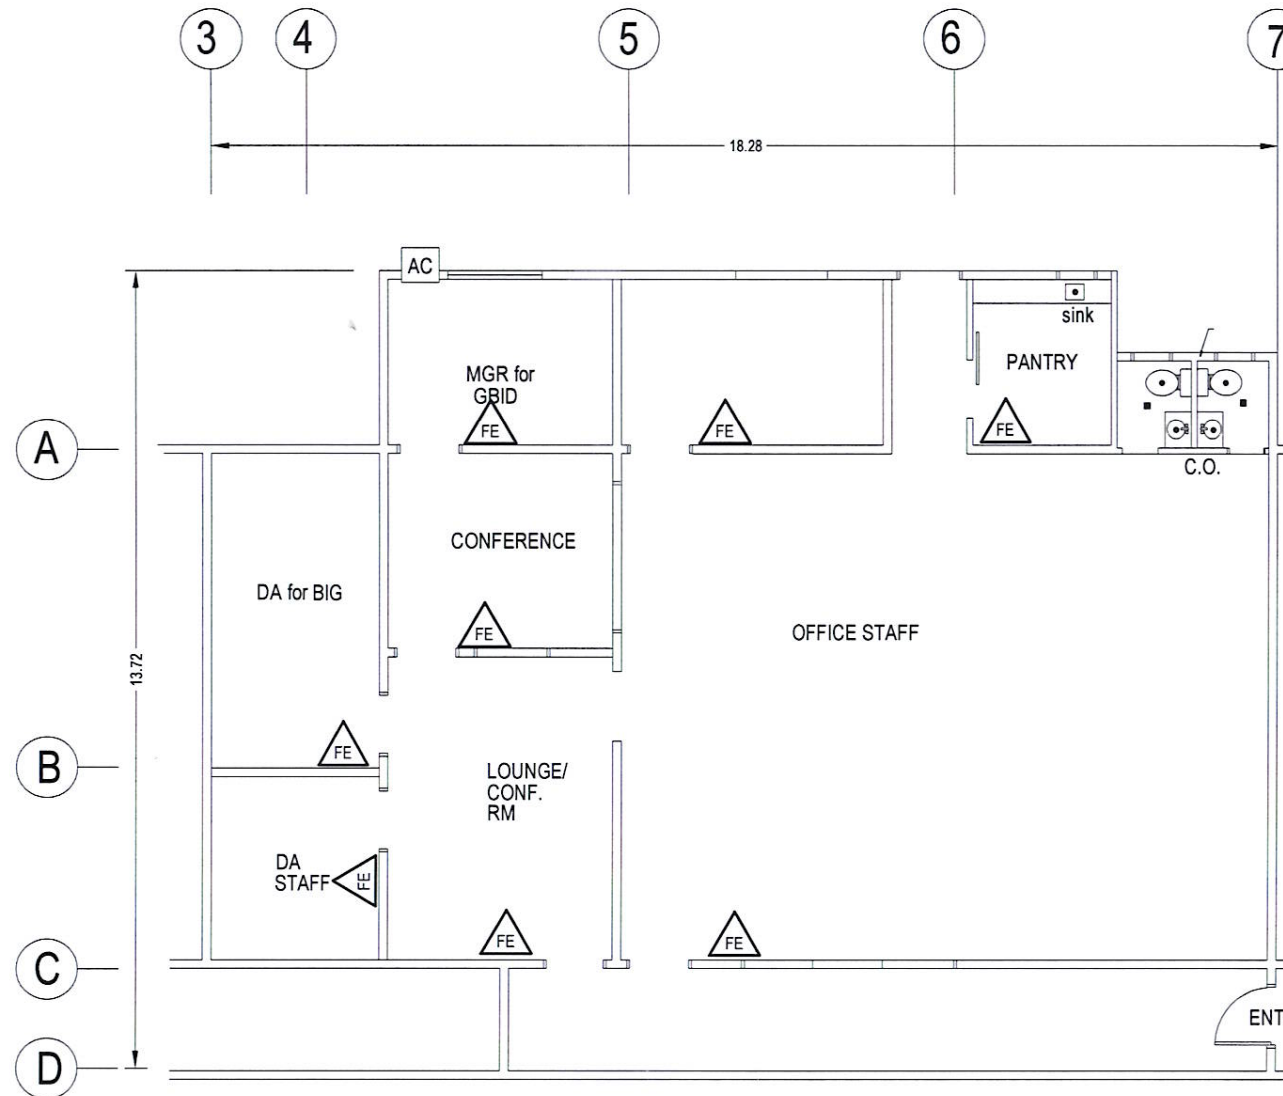 3
4
5
6
7
18.28
AC
sink
MGR for
GBID
PANTRY
FE
FE
FE
A
C.O.
CONFERENCE
DA for BIG
FE
OFFICE STAFF
13.72
FE
B
LOUNGE/
CONF.
RM
DA
STAFF
FE
FE
FE
C
ENT
D